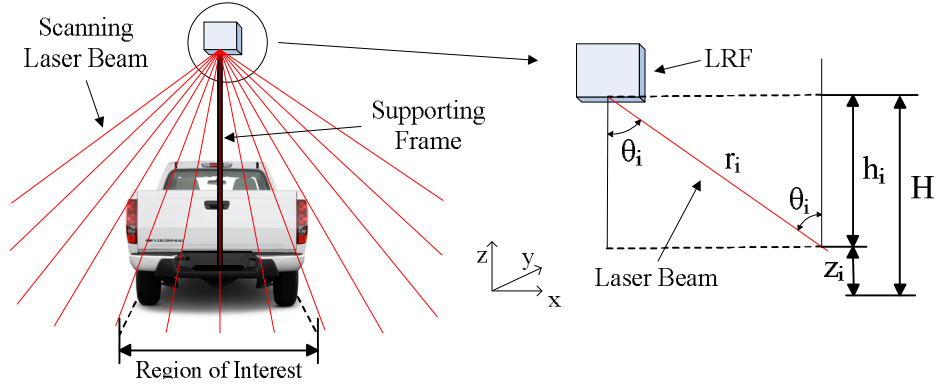 Scanning
Laser Beam
Supporting
Frame
Region of Interest
LRF
θi
ri
θi
hi
H
Laser Beam
zi
z
y
x